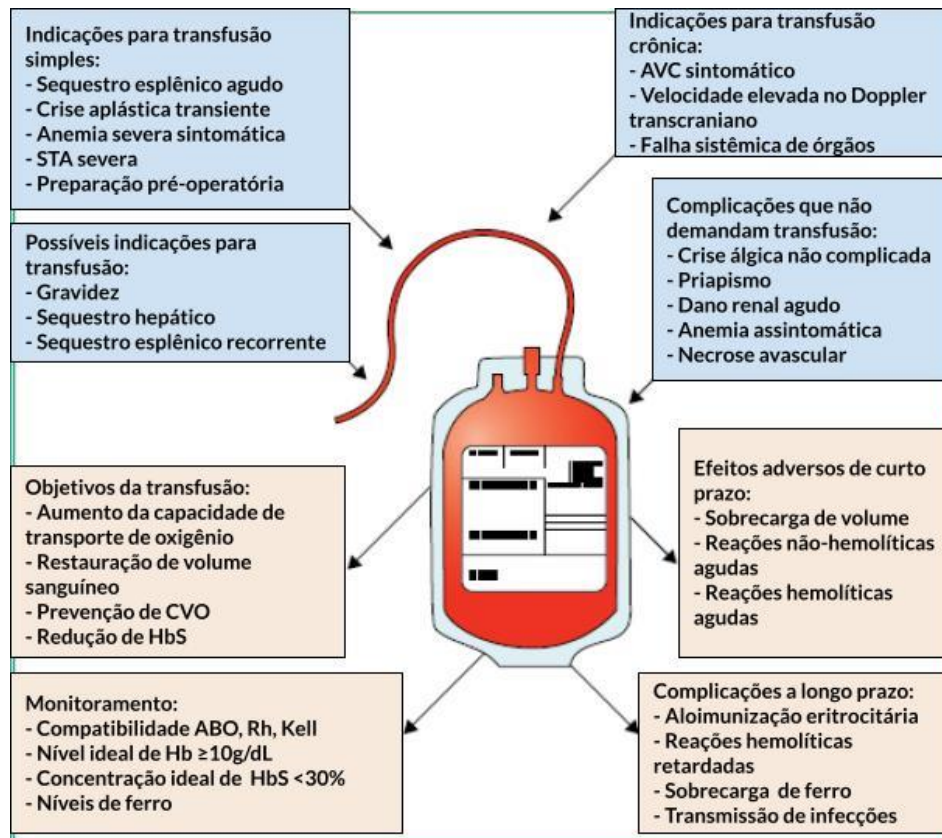 Indicações para transfusão
simples:
- Sequestro esplênico agudo
- Crise aplástica transiente
- Anemia severa sintomática
- STA severa
- Preparação pré-operatória
Indicações para transfusão
crônica:
- AVC sintomático
- Velocidade elevada no Doppler
transcraniano
- Falha sistêmica de órgãos
Possíveis indicações para
transfusão:
- Gravidez
- Sequestro hepático
- Sequestro esplênico recorrente
Complicações que não
demandam transfusão:
- Crise álgica não complicada
- Priapismo
- Dano renal agudo
- Anemia assintomática
- Necrose avascular
Objetivos da transfusão:
- Aumento da capacidade de
transporte de oxigênio
- Restauração de volume
sanguíneo
- Prevenção de CVO
- Redução de HbS
Efeitos adversos de curto
prazo:
- Sobrecarga de volume
- Reações não-hemolíticas
agudas
- Reações hemolíticas
agudas
Monitoramento:
- Compatibilidade ABO, Rh, Kell
- Nível ideal de Hb ≥10g/dL
- Concentração ideal de HbS <30%
- Níveis de ferro
Complicações a longo prazo:
- Aloimunização eritrocitária
- Reações hemolíticas
retardadas
- Sobrecarga de ferro
- Transmissão de infecções